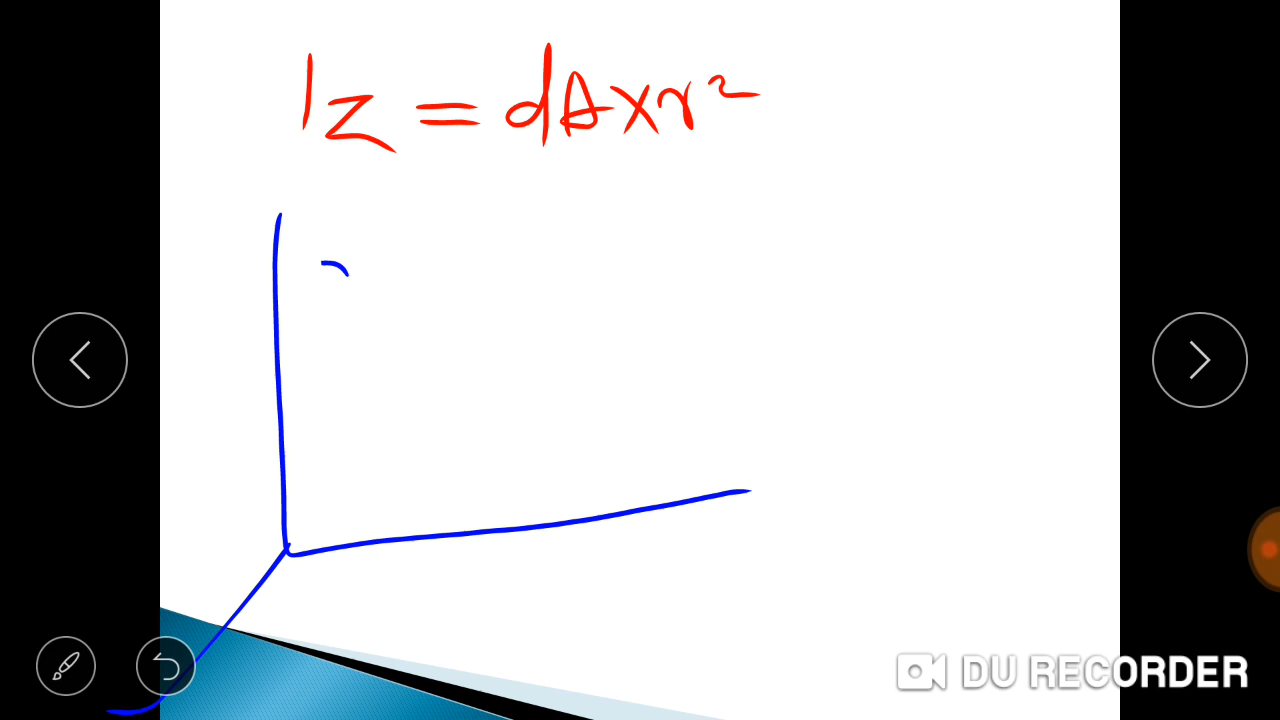 Iz = dA x r²
DU RECORDER